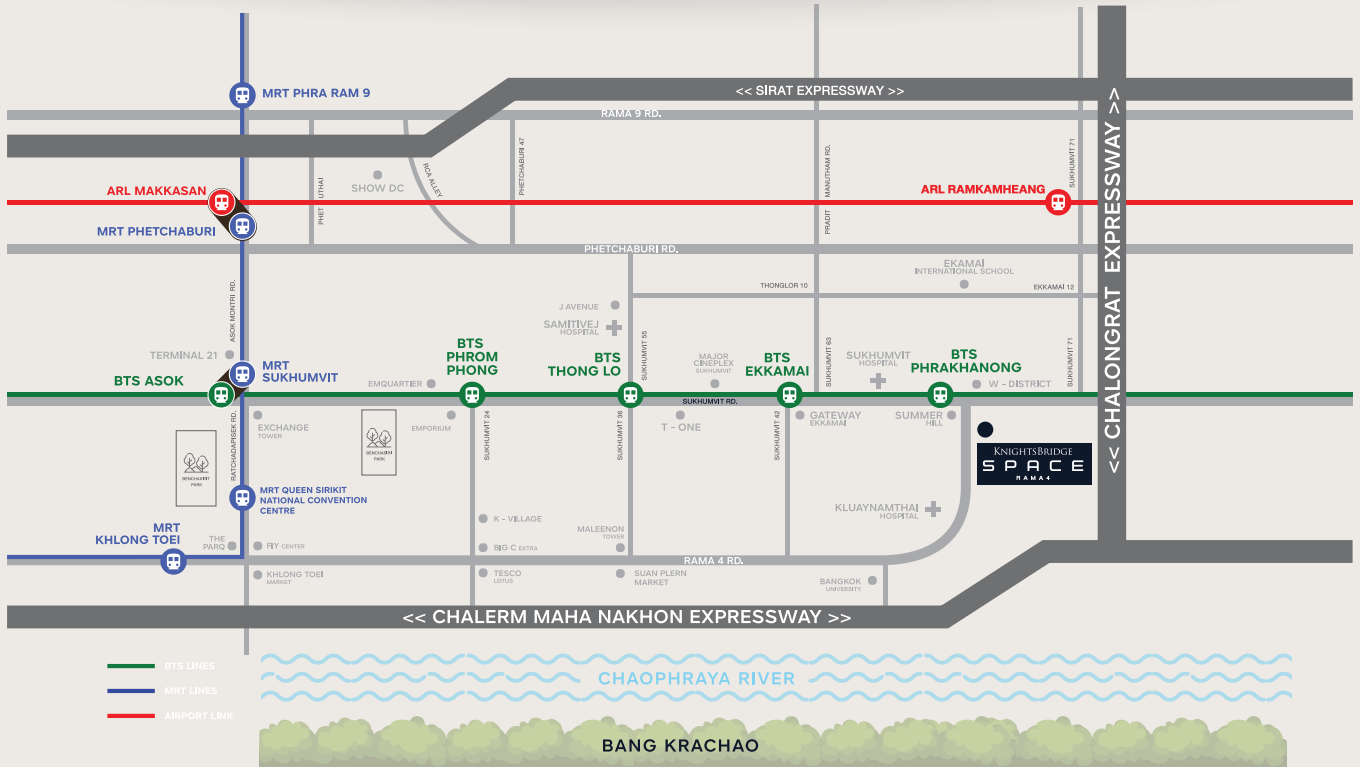 << SIRAT EXPRESSWAY >>
MRT PHRA RAM 9
RAMA 9 RD.
<< CHALONGRAT EXPRESSWAY >>
PHETCHABURI 47
RCA ALLEY
PRADIT MANUTHAM RD.
SUKHUMVIT 71
PHET UTHAI
SHOW DC
ARL MAKKASAN
ARL RAMKAMHEANG
MRT PHETCHABURI
PHETCHABURI RD.
EKAMAI
INTERNATIONAL SCHOOL
THONGLOR 10
EKKAMAI 12
ASOK MONTRI RD.
J AVENUE
SAMITIVEJ
HOSPITAL
SUKHUMVIT 55
SUKHUMVIT 63
SUKHUMVIT 71
TERMINAL 21
MRT
SUKHUMVIT
BTS ASOK
BTS
PHROM
PHONG
EMQUARTIER
BTS
THONG LO
MAJOR
CINEPLEX
SUKHUMVIT
BTS
EKKAMAI
SUKHUMVIT
HOSPITAL
BTS
PHRAKHANONG
W - DISTRICT
SUKHUMVIT RD.
RATCHADAPISEK RD.
EXCHANGE
TOWER
EMPORIUM
SUKHUMVIT 24
SUKHUMVIT 36
T - ONE
SUKHUMVIT 42
GATEWAY
EKKAMAI
SUMMER
HILL
KNIGHTSBRIDGE
SPACE
RAMA 4
BENCHAKITIT
PARK
BENCHASIRI
PARK
MRT QUEEN SIRIKIT
NATIONAL CONVENTION
CENTRE
KLUAYNAMTHAI
HOSPITAL
MRT
KHLONG TOEI
THE
PARQ
FIY CENTER
K - VILLAGE
BIG C EXTRA
MALEENON
TOWER
RAMA 4 RD.
KHLONG TOEI
MARKET
TESCO
LOTUS
SUAN PLERN
MARKET
BANGKOK
UNIVERSITY
<< CHALERM MAHA NAKHON EXPRESSWAY >>
BTS LINES
MRT LINES
AIRPORT LINK
CHAOPHRAYA RIVER
BANG KRACHAO